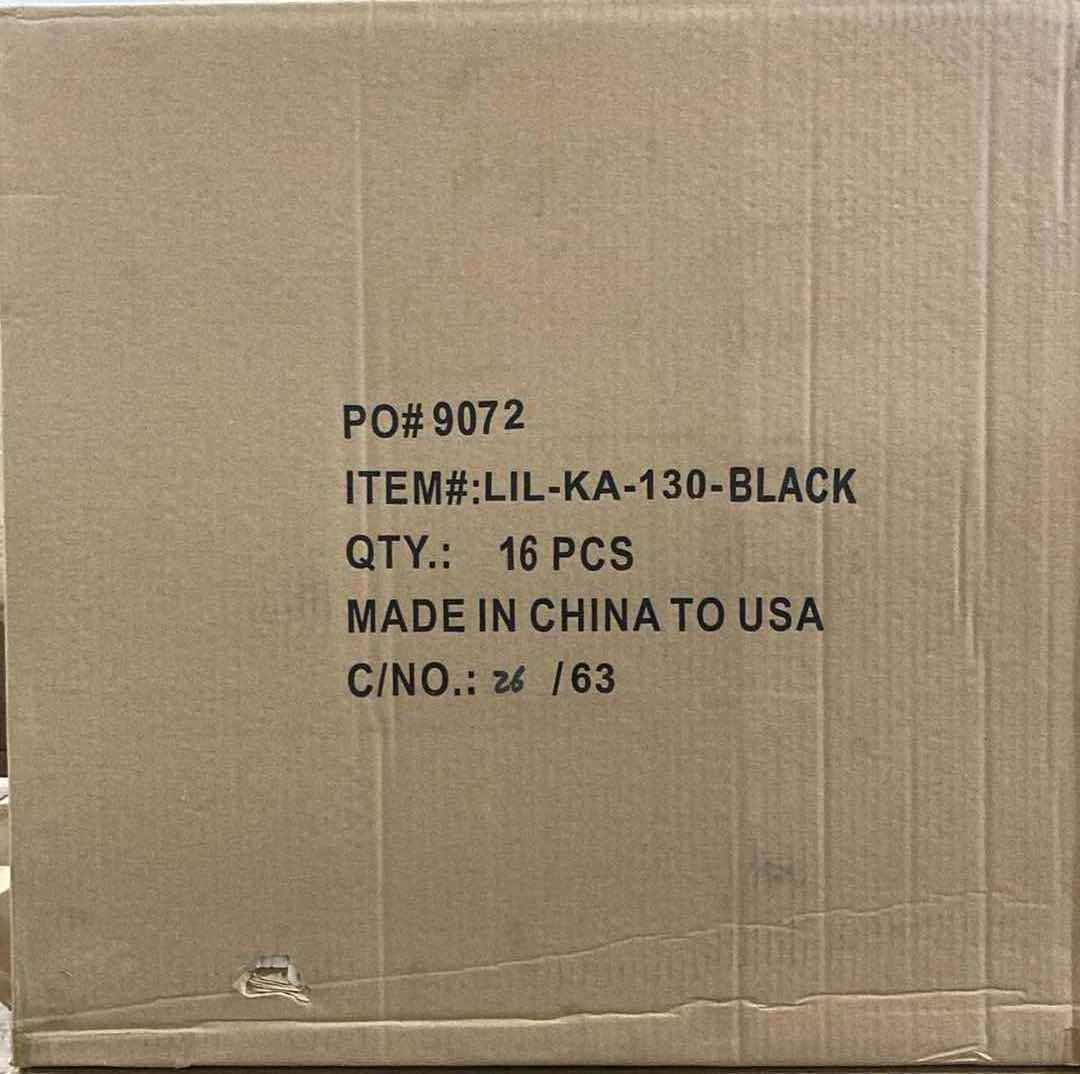 PO# 9072
ITEM#:LIL-KA-130-BLACK
QTY.: 16 PCS
MADE IN CHINA TO USA
C/NO.: 26 /63